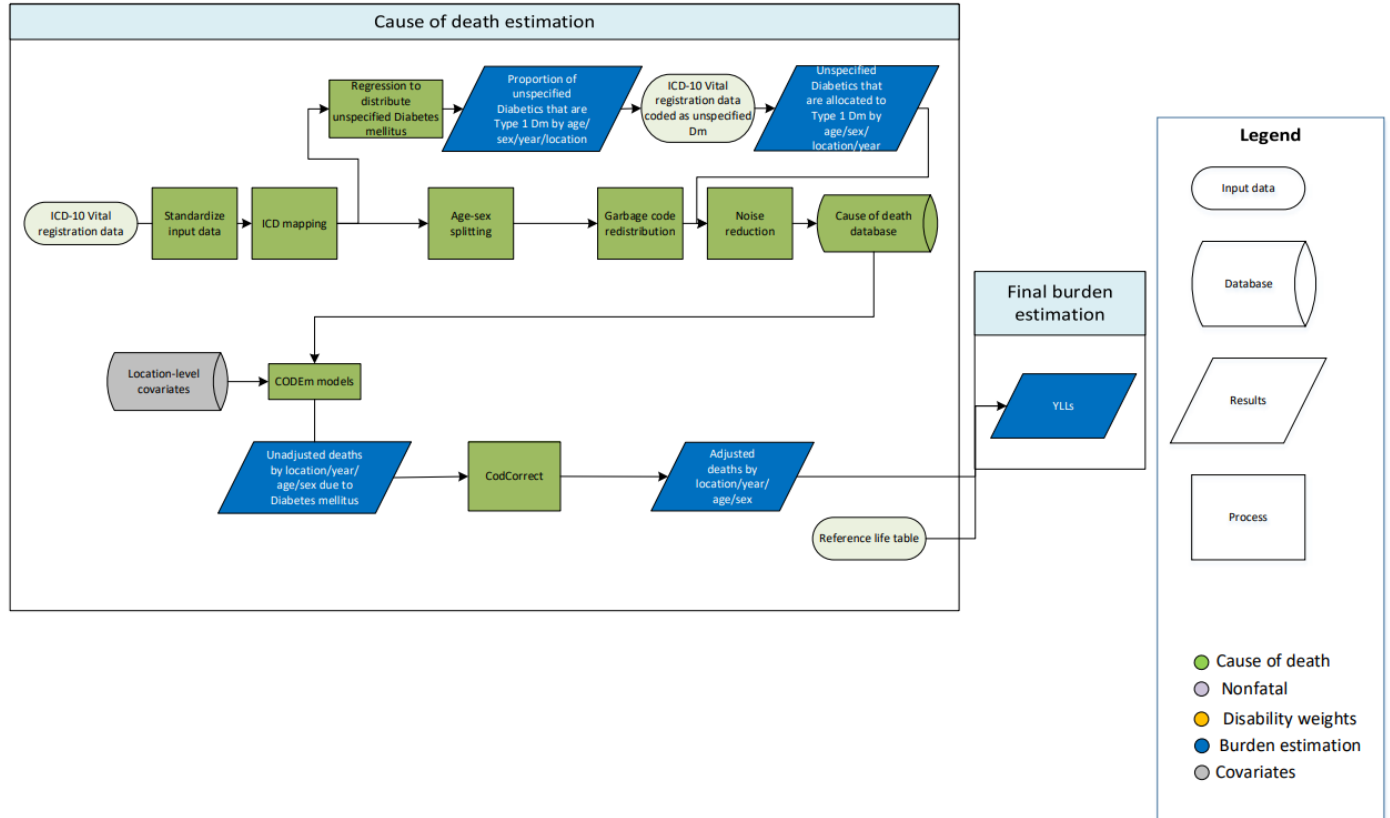 Cause of death estimation
Regression to
distribute
unspecified Diabetes
mellitus
Proportion of
unspecified
Diabetics that are
Type 1 Dm by age/
sex/year/location
ICD-10 Vital
registration data
coded as unspecified
Dm
Unspecified
Diabetics that
are allocated to
Type 1 Dm by
age/sex/
location/year
ICD-10 Vital
registration data
Standardize
input data
ICD mapping
Age-sex
splitting
Garbage code
redistribution
Noise
reduction
Cause of death
database
Location-level
covariates
CODEm models
Unadjusted deaths
by location/year/
age/sex due to
Diabetes mellitus
CodCorrect
Adjusted
deaths by
location/year/
age/sex
Reference life table
Final burden
estimation
YLLs
Legend
Input data
Database
Results
Process
Cause of death
Nonfatal
Disability weights
Burden estimation
Covariates